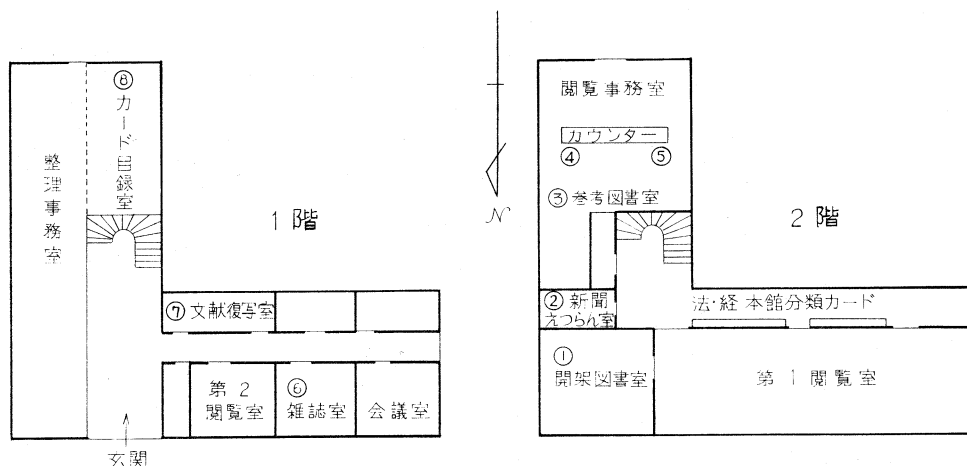 ⑧カード目録室
整理事務室
1階
⑦文献復写室
第2
閲覧室
⑥
雑誌室
会議室
玄関
N
閲覧事務室
カウンター
④
⑤
③参考図書室
2階
②新聞
えつらん室
法・経 本館分類カード
①
開架図書室
第1閲覧室